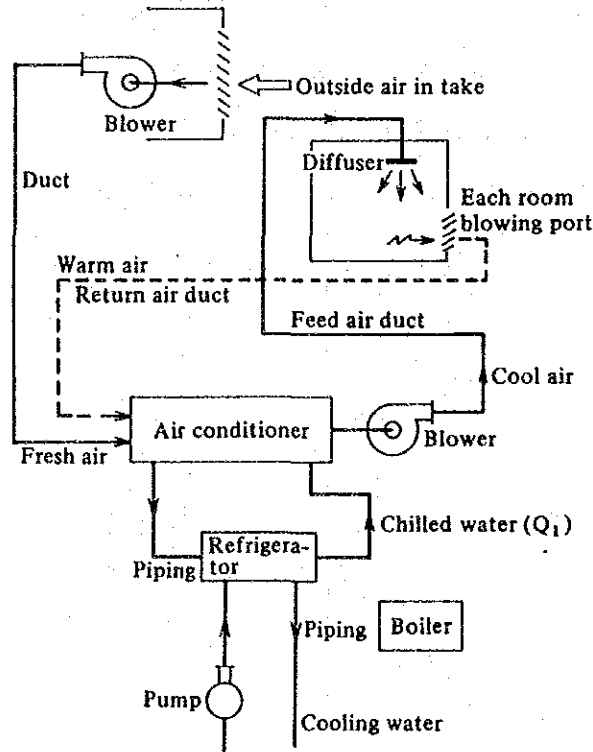 Outside air in take
Blower
Diffuser
Duct
Each room
blowing port
Warm air
Return air duct
Feed air duct
Cool air
Air conditioner
Blower
Fresh air
Chilled water (Q₁)
Refrigera-
tor
Piping
Piping
Boiler
Pump
Cooling water